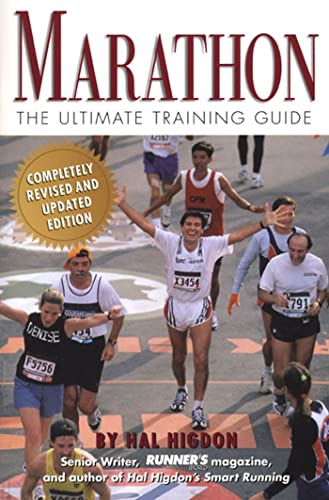 MARATHON
THE ULTIMATE TRAINING GUIDE
COMPLETELY
REVISED AND
UPDATED
EDITION
CPM
X3454
791
DENISE
F5756
BY HAL HIGDON
Senior Writer, RUNNER'S WORLD magazine,
and author of Hal Higdon's Smart Running